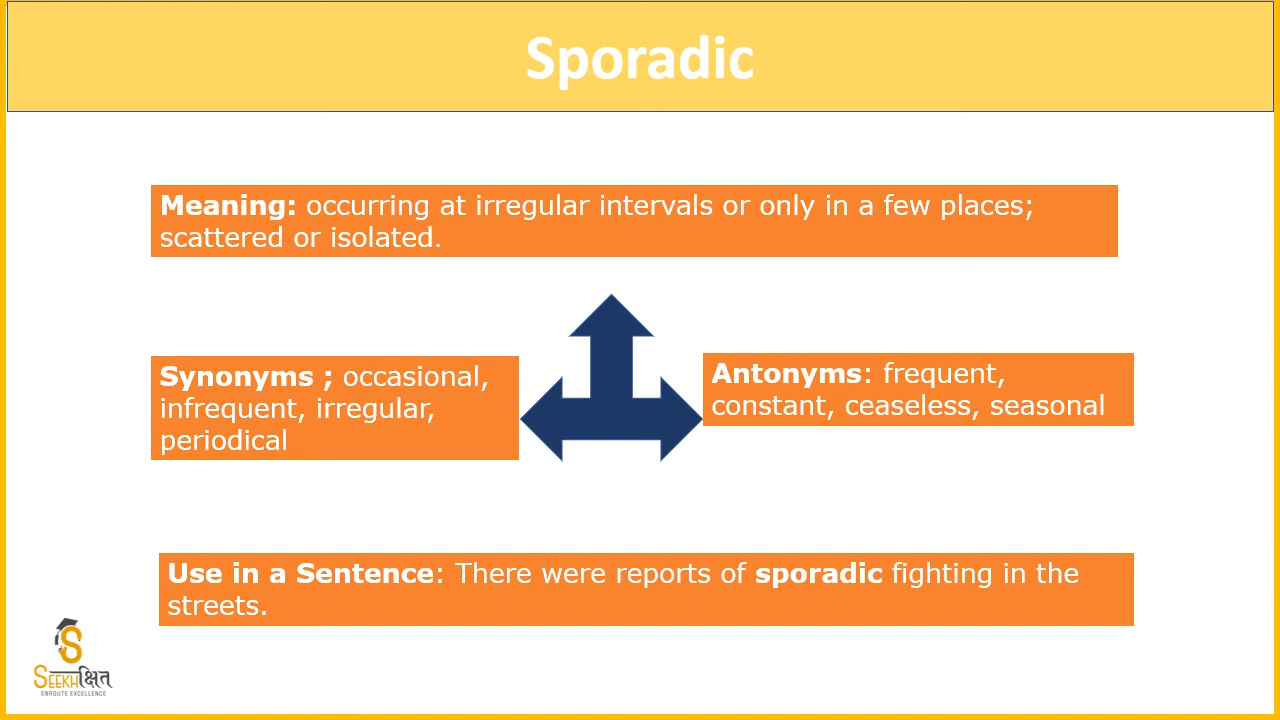 Sporadic
Meaning: occurring at irregular intervals or only in a few places;
scattered or isolated.
Synonyms ; occasional,
infrequent, irregular,
periodical
Antonyms: frequent,
constant, ceaseless, seasonal
Use in a Sentence: There were reports of sporadic fighting in the
streets.
S
SEEKHक्षित
ENROUTE EXCELLENCE